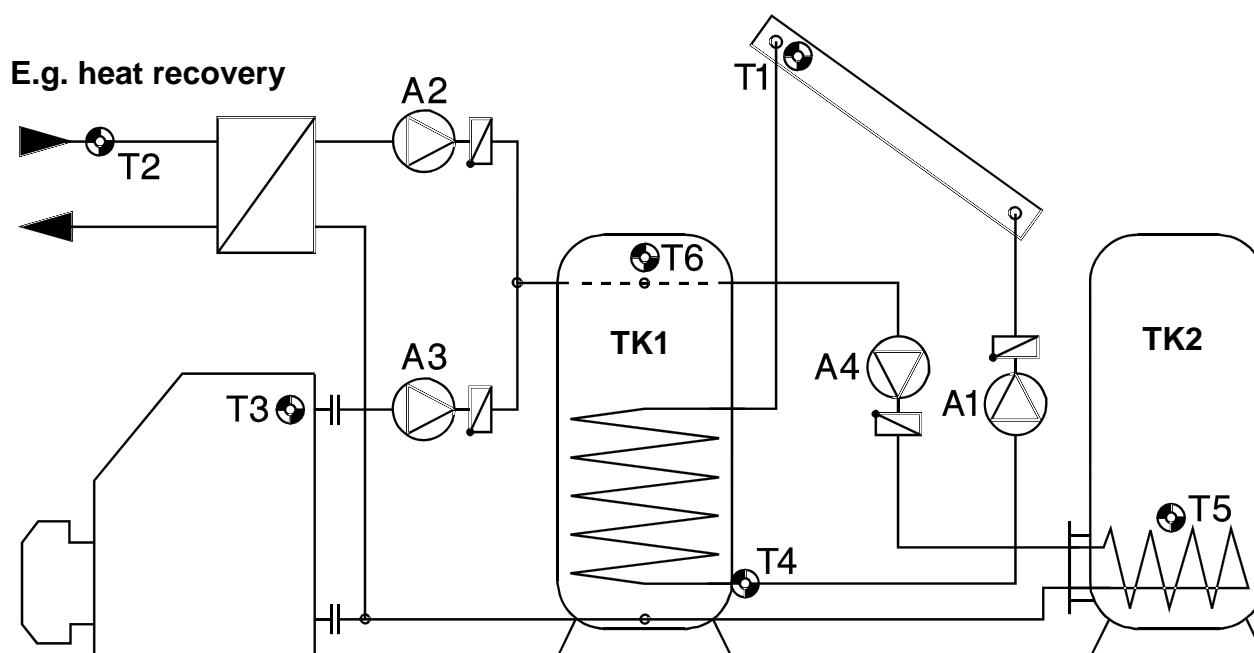 E.g. heat recovery
A2
T1
T2
T6
TK1
TK2
A3
A4
A1
T3
T5
T4